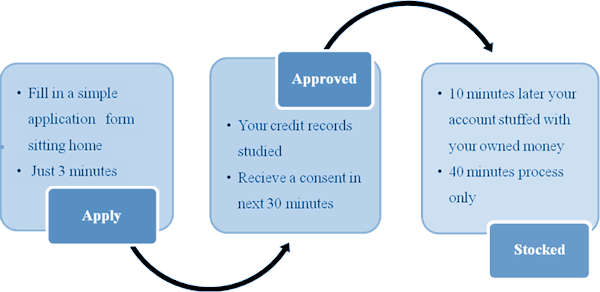 • Fill in a simple
application form
sitting home
• Just 3 minutes
Apply
Approved
• Your credit records
studied
• Recieve a consent in
next 30 minutes
• 10 minutes later your
account stuffed with
your owned money
• 40 minutes process
only
Stocked